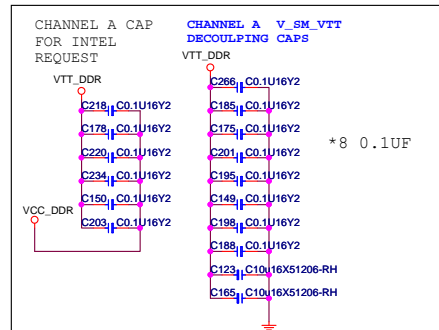 CHANNEL A CAP
FOR INTEL
REQUEST
VTT_DDR
C218 C0.1U16Y2
C178 C0.1U16Y2
C220 C0.1U16Y2
C234 C0.1U16Y2
C150 C0.1U16Y2
VCC_DDR
C203 C0.1U16Y2
CHANNEL A V_SM_VTT
DECOULPING CAPS
VTT_DDR
C266 C0.1U16Y2
C185 C0.1U16Y2
C175 C0.1U16Y2
C201 C0.1U16Y2
C195 C0.1U16Y2
C149 C0.1U16Y2
C198 C0.1U16Y2
C188 C0.1U16Y2
C123 C10u16X51206-RH
C165 C10u16X51206-RH
*8 0.1UF